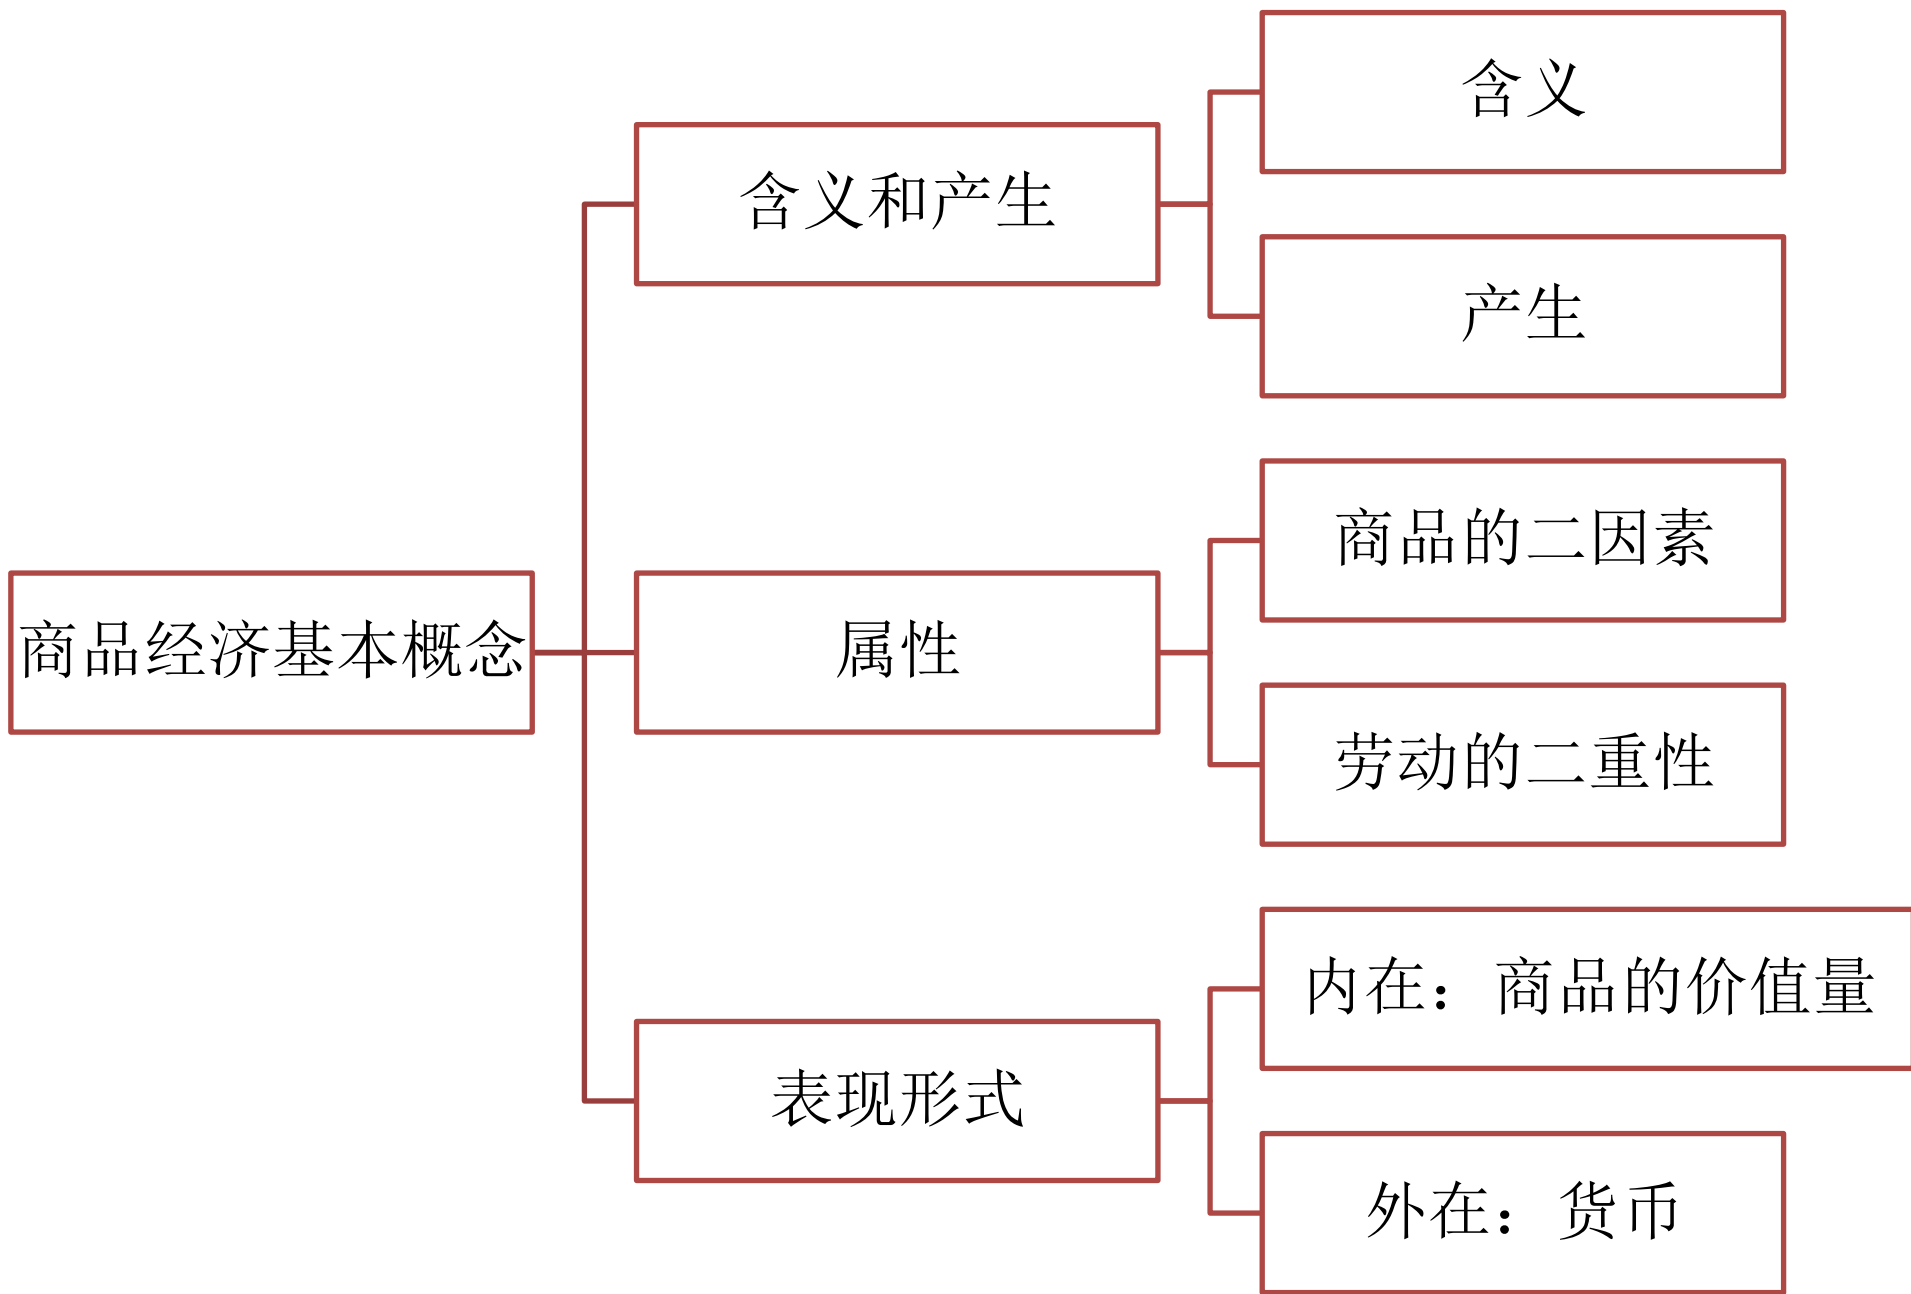 商品经济基本概念
含义和产生
含义
产生
属性
商品的二因素
劳动的二重性
表现形式
内在：商品的价值量
外在：货币